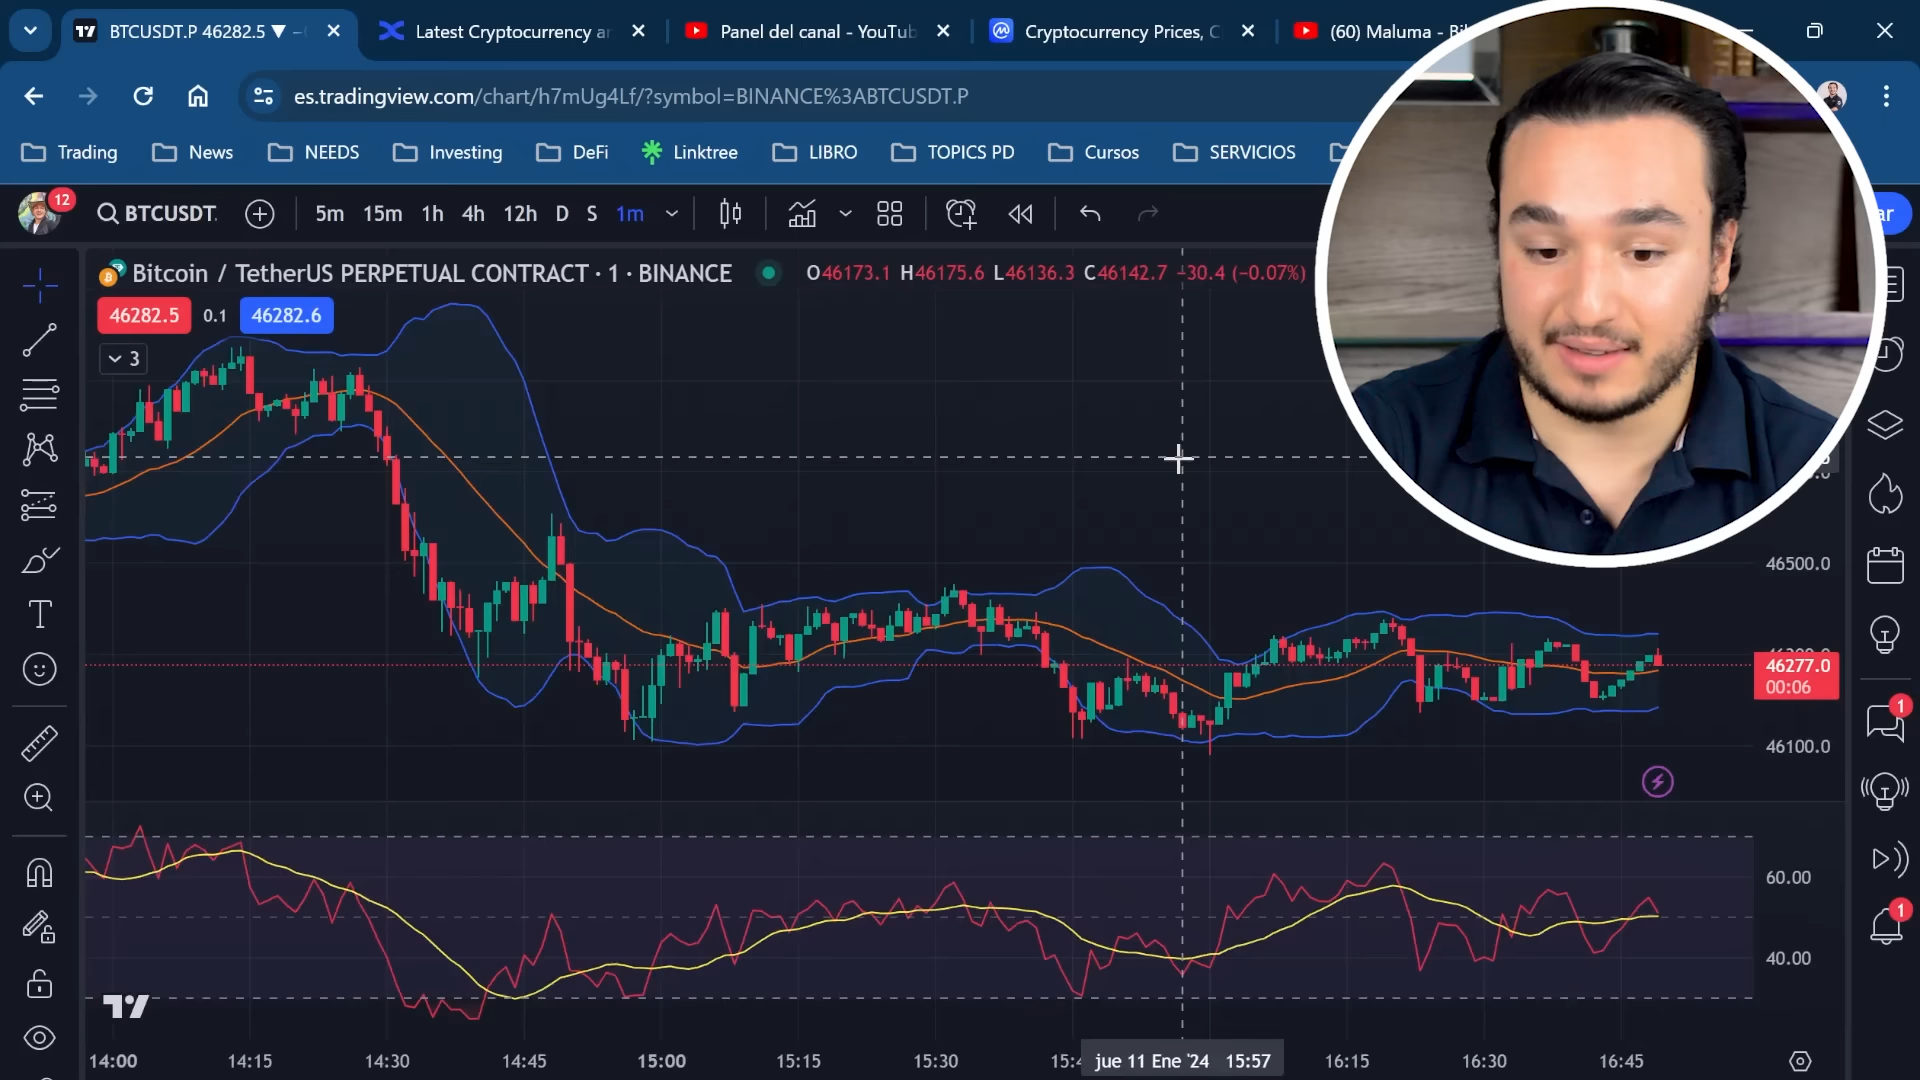 BTCUSDT.P 46282.5 ▼ –
Latest Cryptocurrency an
Panel del canal - YouTub
Cryptocurrency Prices, C
(60) Maluma - B
es.tradingview.com/chart/h7mUg4Lf/?symbol=BINANCE%3ABTCUSDT.P
Trading
News
NEEDS
Investing
DeFi
Linktree
LIBRO
TOPICS PD
Cursos
SERVICIOS
12
BTCUSDT.
5m 15m 1h 4h 12h D S 1m
ar
Bitcoin / TetherUS PERPETUAL CONTRACT · 1 · BINANCE
O46173.1 H46175.6 L46136.3 C46142.7 −30.4 (−0.07%)
46282.5 0.1 46282.6
3
46500.0
46277.0
00:06
46100.0
1
60.00
1
40.00
14:00 14:15 14:30 14:45 15:00 15:15 15:30 15:4 jue 11 Ene '24 15:57 16:15 16:30 16:45